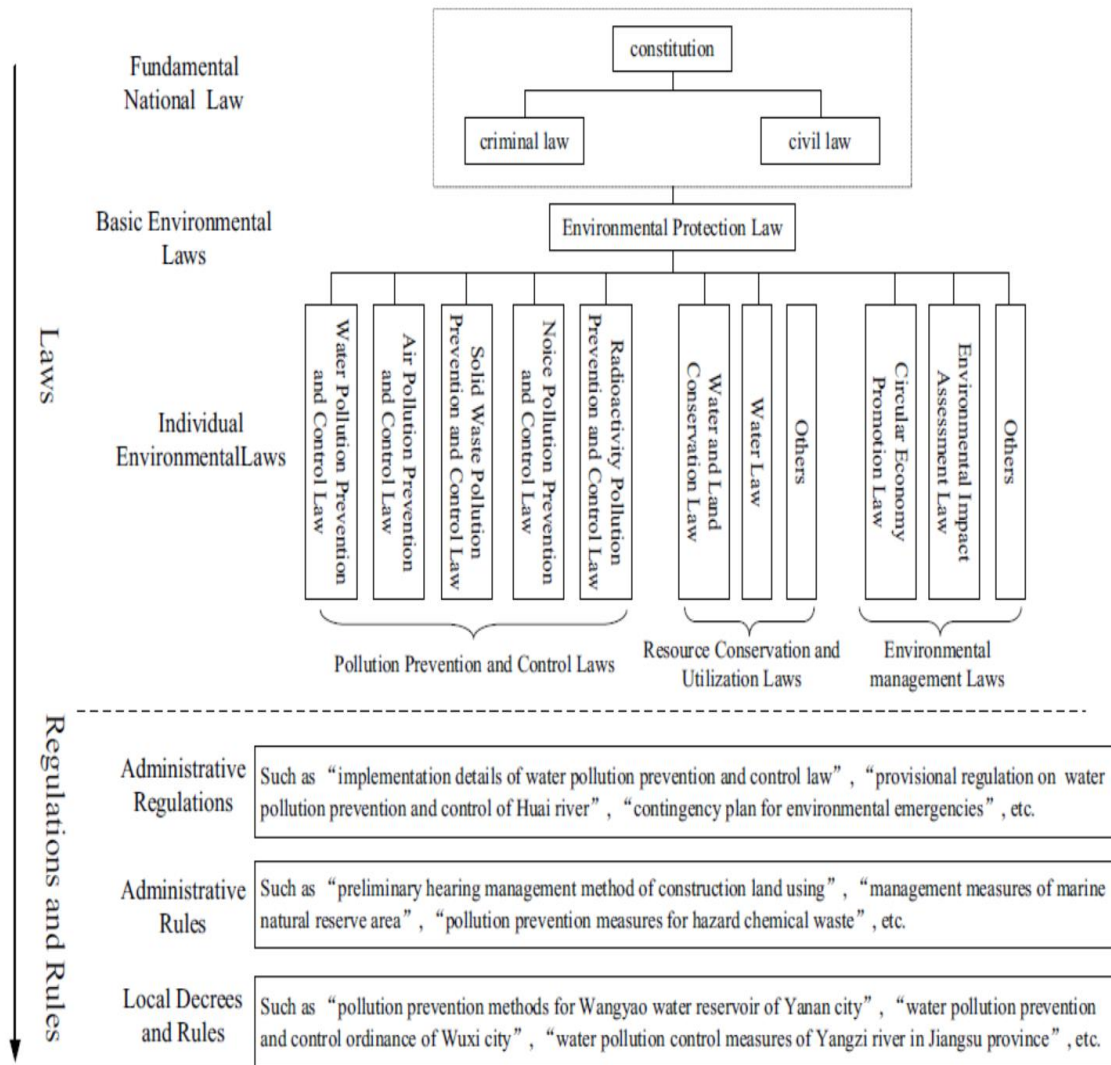 Fundamental
National Law
constitution
criminal law
civil law
Basic Environmental
Laws
Environmental Protection Law
Laws
Individual
EnvironmentalLaws
Water Pollution Prevention
and Control Law
Air Pollution Prevention
and Control Law
Solid Waste Pollution
Prevention and Control Law
Noice Pollution Prevention
and Control Law
Radioactivity Pollution
Prevention and Control Law
Water and Land
Conservation Law
Water Law
Others
Circular Economy
Promotion Law
Environmental Impact
Assessment Law
Others
Pollution Prevention and Control Laws
Resource Conservation and
Utilization Laws
Environmental
management Laws
Regulations and Rules
Administrative
Regulations
Such as “implementation details of water pollution prevention and control law”, “provisional regulation on water
pollution prevention and control of Huai river”, “contingency plan for environmental emergencies”, etc.
Administrative
Rules
Such as “preliminary hearing management method of construction land using”, “management measures of marine
natural reserve area”, “pollution prevention measures for hazard chemical waste”, etc.
Local Decrees
and Rules
Such as “pollution prevention methods for Wangyao water reservoir of Yanan city”, “water pollution prevention
and control ordinance of Wuxi city”, “water pollution control measures of Yangzi river in Jiangsu province”, etc.